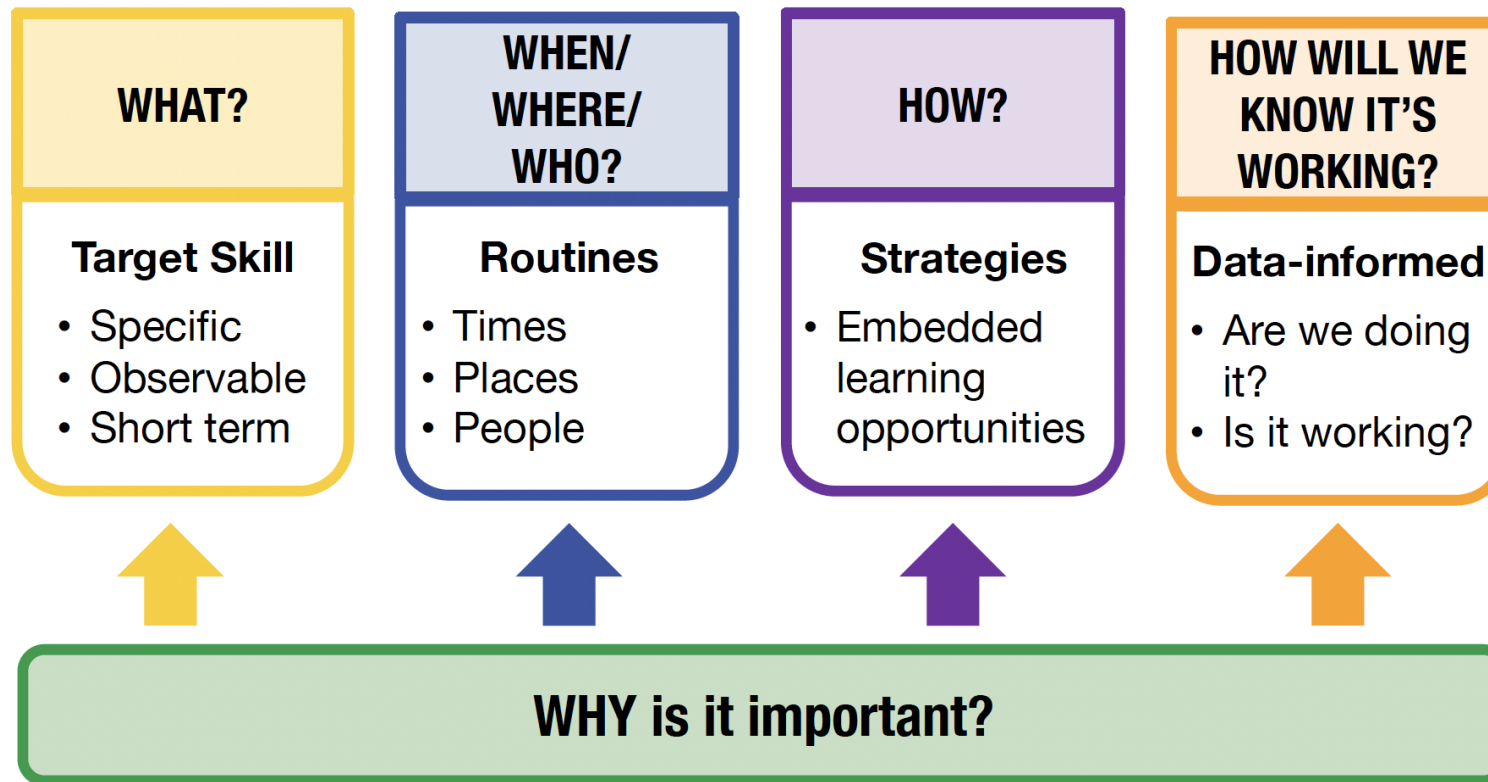 WHAT?
Target Skill
• Specific
• Observable
• Short term
WHEN/
WHERE/
WHO?
Routines
• Times
• Places
• People
HOW?
Strategies
• Embedded
learning
opportunities
HOW WILL WE
KNOW IT'S
WORKING?
Data-informed
• Are we doing
it?
• Is it working?
WHY is it important?